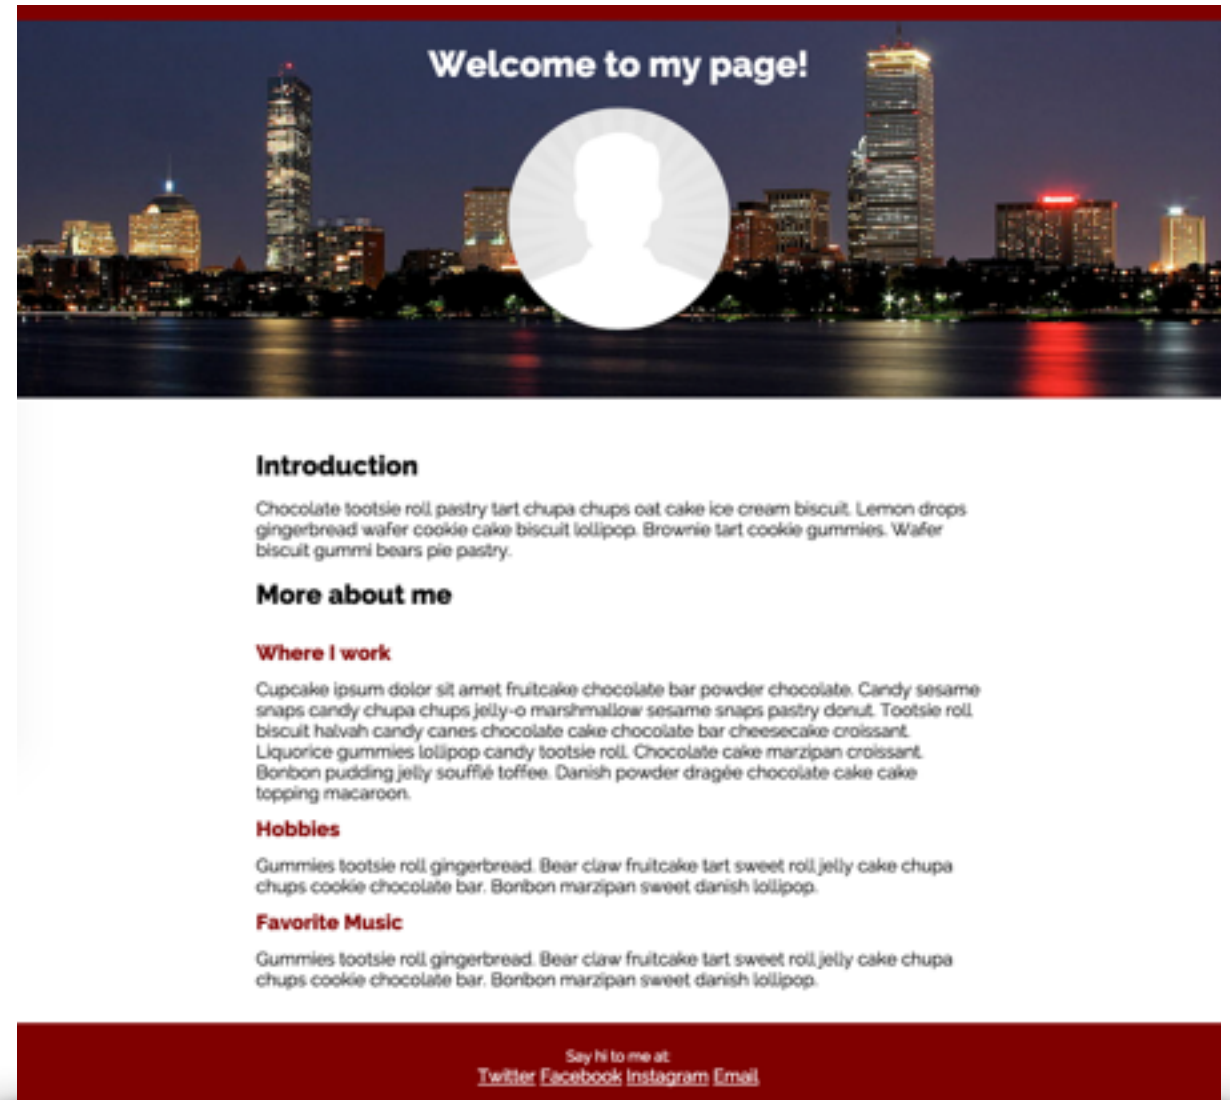 Welcome to my page!
Introduction
Chocolate tootsie roll pastry tart chupa chups oat cake ice cream biscuit. Lemon drops
gingerbread wafer cookie cake biscuit lollipop. Brownie tart cookie gummies. Wafer
biscuit gummi bears pie pastry.
More about me
Where I work
Cupcake ipsum dolor sit amet fruitcake chocolate bar powder chocolate. Candy sesame
snaps candy chupa chups jelly-o marshmallow sesame snaps pastry donut. Tootsie roll
biscuit halvah candy canes chocolate cake chocolate bar cheesecake croissant.
Liquorice gummies lollipop candy tootsie roll. Chocolate cake marzipan croissant.
Bonbon pudding jelly soufflé toffee. Danish powder dragée chocolate cake cake
topping macaroon.
Hobbies
Gummies tootsie roll gingerbread. Bear claw fruitcake tart sweet roll jelly cake chupa
chups cookie chocolate bar. Bonbon marzipan sweet danish lollipop.
Favorite Music
Gummies tootsie roll gingerbread. Bear claw fruitcake tart sweet roll jelly cake chupa
chups cookie chocolate bar. Bonbon marzipan sweet danish lollipop.
Say hi to me at:
Twitter Facebook Instagram Email